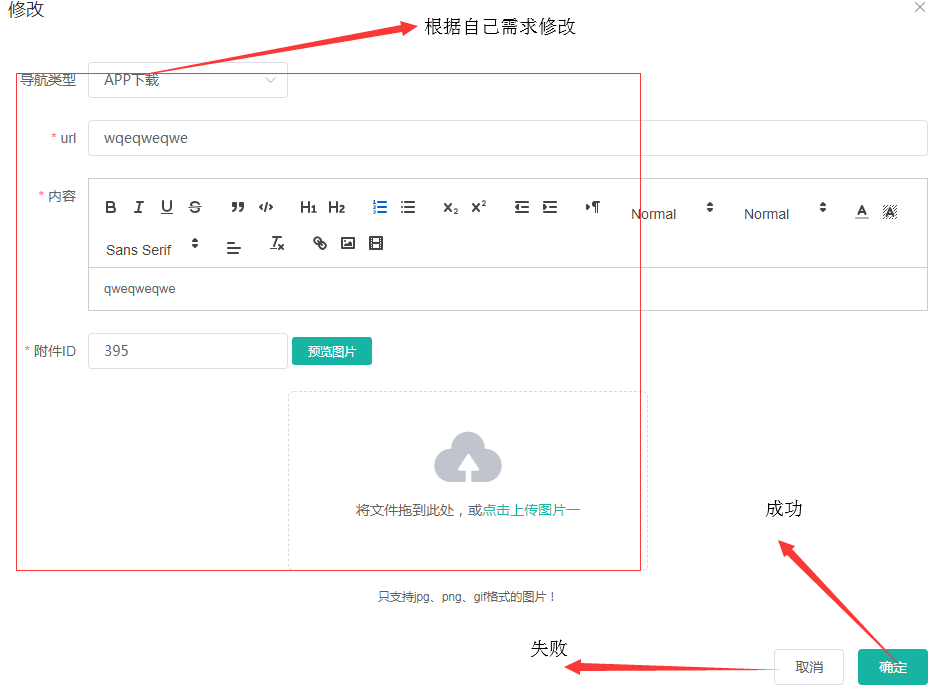 修改
根据自己需求修改
导航类型 APP下载
* url wqeqweqwe
* 内容
B I U S H1 H2 X2 X2 Normal Normal A A
Sans Serif Tx
qweqweqwe
* 附件ID 395 预览图片
将文件拖到此处，或点击上传图片一
成功
只支持jpg、png、gif格式的图片！
失败
取消 确定